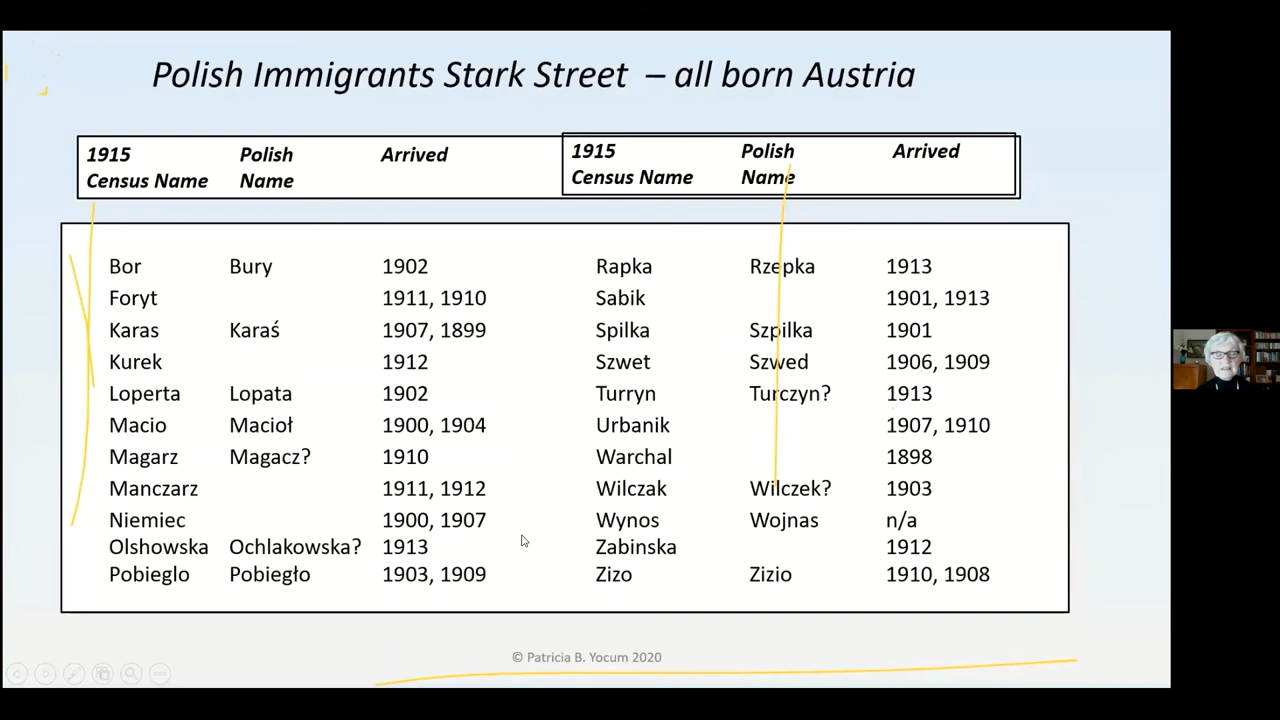 Polish Immigrants Stark Street – all born Austria
1915 Polish Arrived
Census Name Name
1915 Polish Arrived
Census Name Name
Bor Bury 1902
Foryt 1911, 1910
Karas Karaś 1907, 1899
Kurek 1912
Loperta Lopata 1902
Macio Macioł 1900, 1904
Magarz Magacz? 1910
Manczarz 1911, 1912
Niemiec 1900, 1907
Olshowska Ochlakowska? 1913
Pobieglo Pobiegło 1903, 1909
Rapka Rzepka 1913
Sabik 1901, 1913
Spilka Szpilka 1901
Szwet Szwed 1906, 1909
Turryn Turczyn? 1913
Urbanik 1907, 1910
Warchal 1898
Wilczak Wilczek? 1903
Wynos Wojnas n/a
Zabinska 1912
Zizo Zizio 1910, 1908
© Patricia B. Yocum 2020